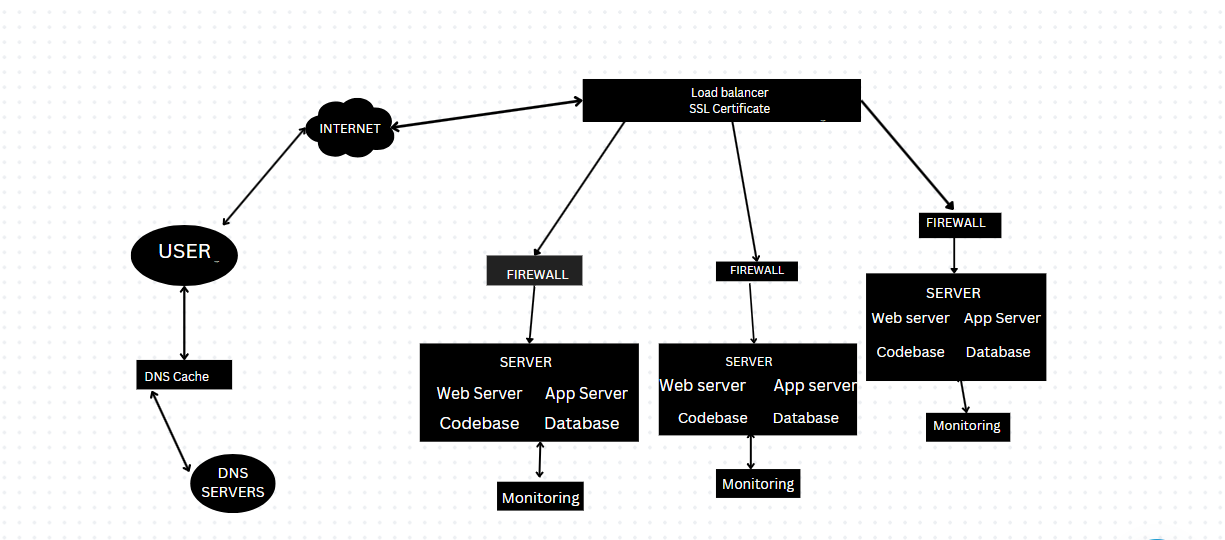 Load balancer
SSL Certificate
INTERNET
USER_
FIREWALL
FIREWALL
FIREWALL
SERVER
Web server App Server
Codebase Database
SERVER
Web Server App Server
Codebase Database
SERVER
Web server App server
Codebase Database
DNS Cache
Monitoring
DNS
SERVERS
Monitoring
Monitoring